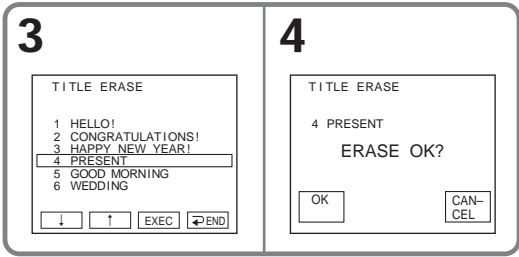 3
TITLE ERASE
1 HELLO!
2 CONGRATULATIONS!
3 HAPPY NEW YEAR!
4 PRESENT
5 GOOD MORNING
6 WEDDING
↓ ↑ EXEC ⮂END
4
TITLE ERASE
4 PRESENT
ERASE OK?
OK CAN–
CEL